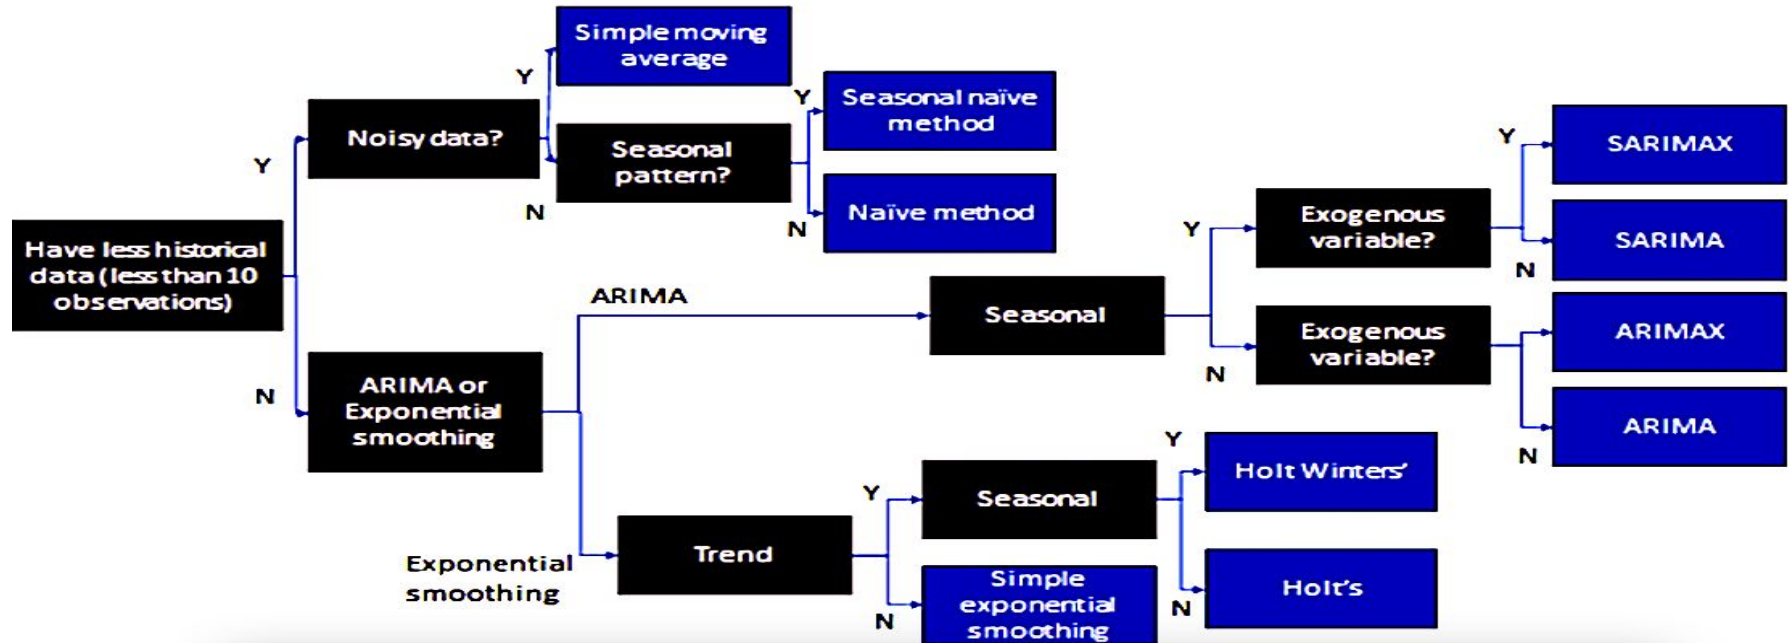 Simple moving
average
Y
Noisy data?
Y
Seasonal naïve
method
Seasonal
pattern?
N
Naïve method
N
Y
Have less historical
data (less than 10
observations)
N
ARIMA or
Exponential
smoothing
ARIMA
Seasonal
Y
Exogenous
variable?
Y
SARIMAX
SARIMA
N
N
Exogenous
variable?
ARIMAX
ARIMA
N
Exponential
smoothing
Trend
Y
Seasonal
Y
Holt Winters'
Holt's
N
N
Simple
exponential
smoothing